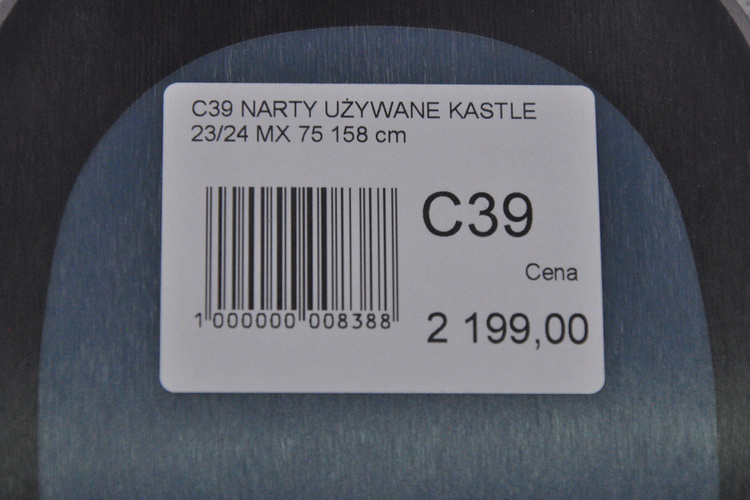 C39 NARTY UŻYWANE KASTLE
23/24 MX 75 158 cm
C39
Cena
1 000000 008388
2 199,00